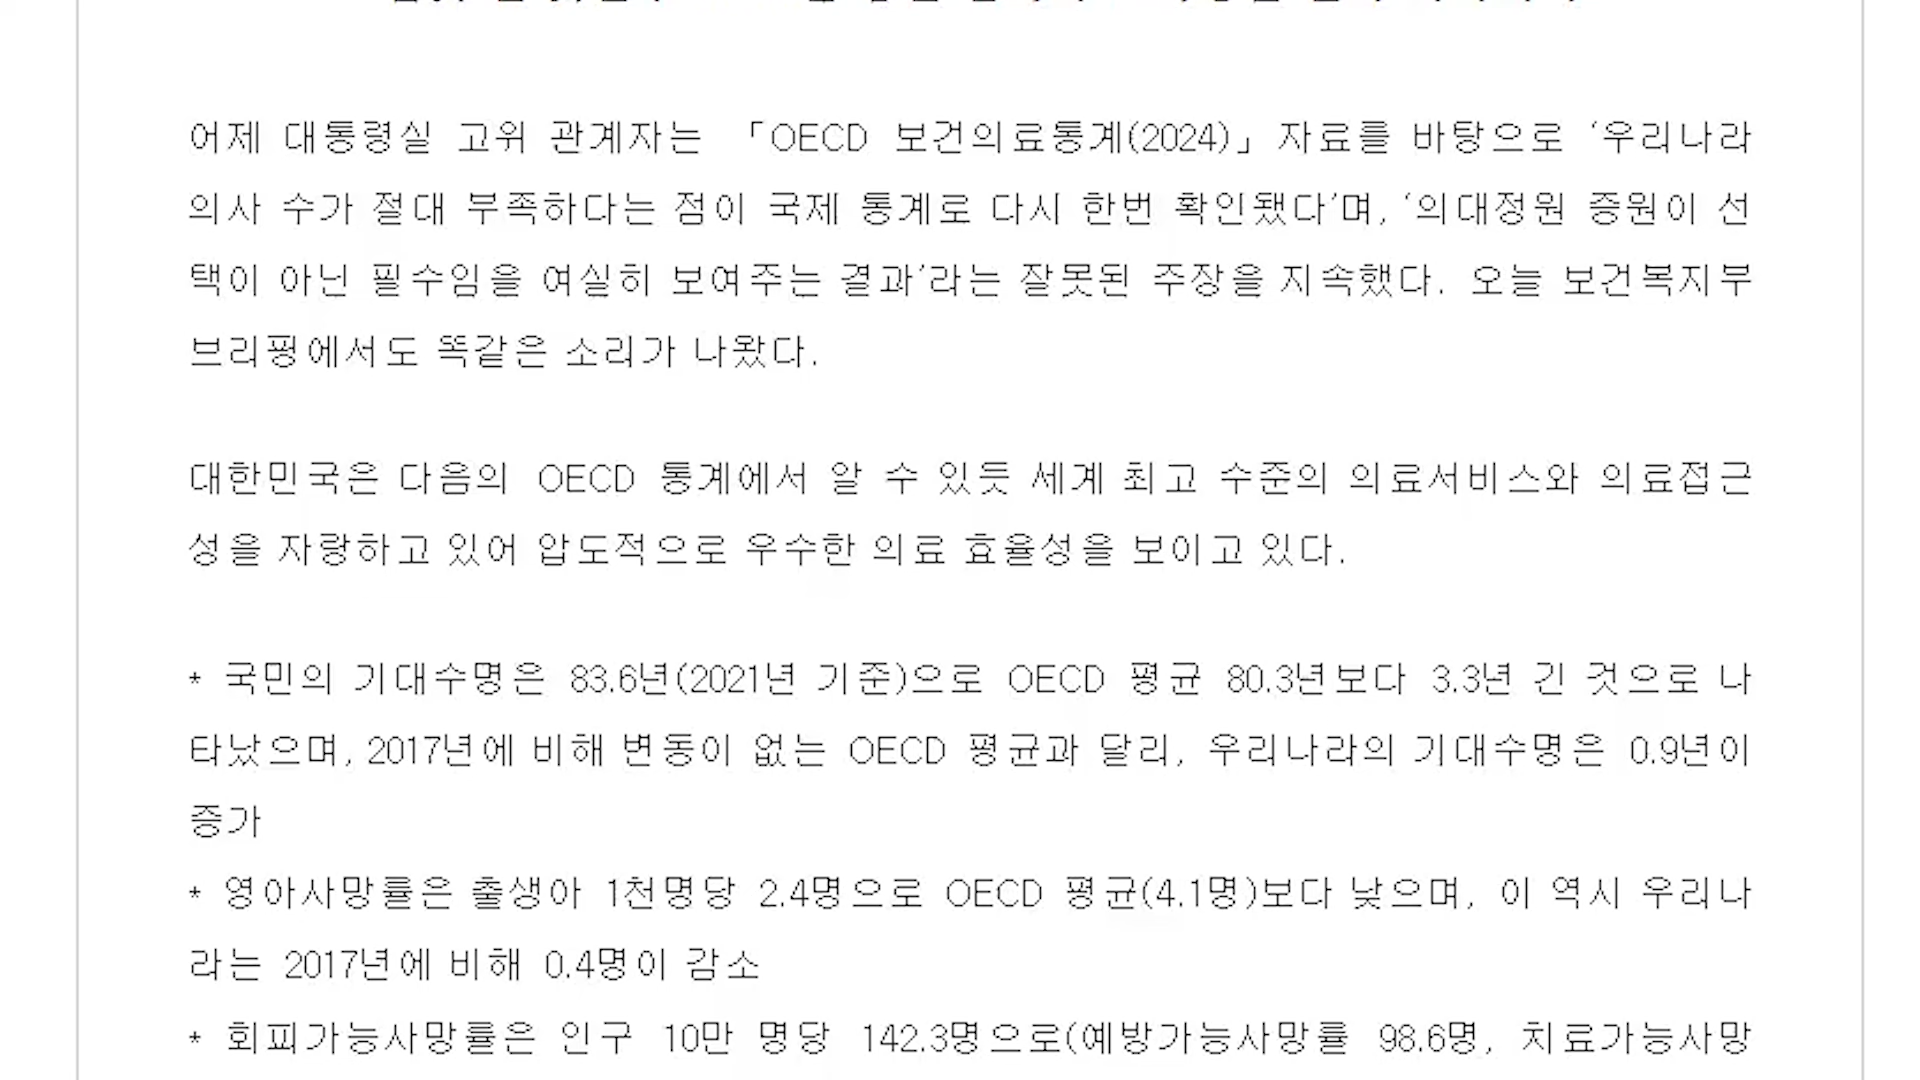 어제 대통령실 고위 관계자는 「OECD 보건의료통계(2024)」 자료를 바탕으로 ‘우리나라
의사 수가 절대 부족하다는 점이 국제 통계로 다시 한번 확인됐다’며, ‘의대정원 증원이 선
택이 아닌 필수임을 여실히 보여주는 결과’라는 잘못된 주장을 지속했다. 오늘 보건복지부
브리핑에서도 똑같은 소리가 나왔다.
대한민국은 다음의 OECD 통계에서 알 수 있듯 세계 최고 수준의 의료서비스와 의료접근
성을 자랑하고 있어 압도적으로 우수한 의료 효율성을 보이고 있다.
* 국민의 기대수명은 83.6년(2021년 기준)으로 OECD 평균 80.3년보다 3.3년 긴 것으로 나
타났으며, 2017년에 비해 변동이 없는 OECD 평균과 달리, 우리나라의 기대수명은 0.9년이
증가
* 영아사망률은 출생아 1천명당 2.4명으로 OECD 평균(4.1명)보다 낮으며, 이 역시 우리나
라는 2017년에 비해 0.4명이 감소
* 회피가능사망률은 인구 10만 명당 142.3명으로(예방가능사망률 98.6명, 치료가능사망